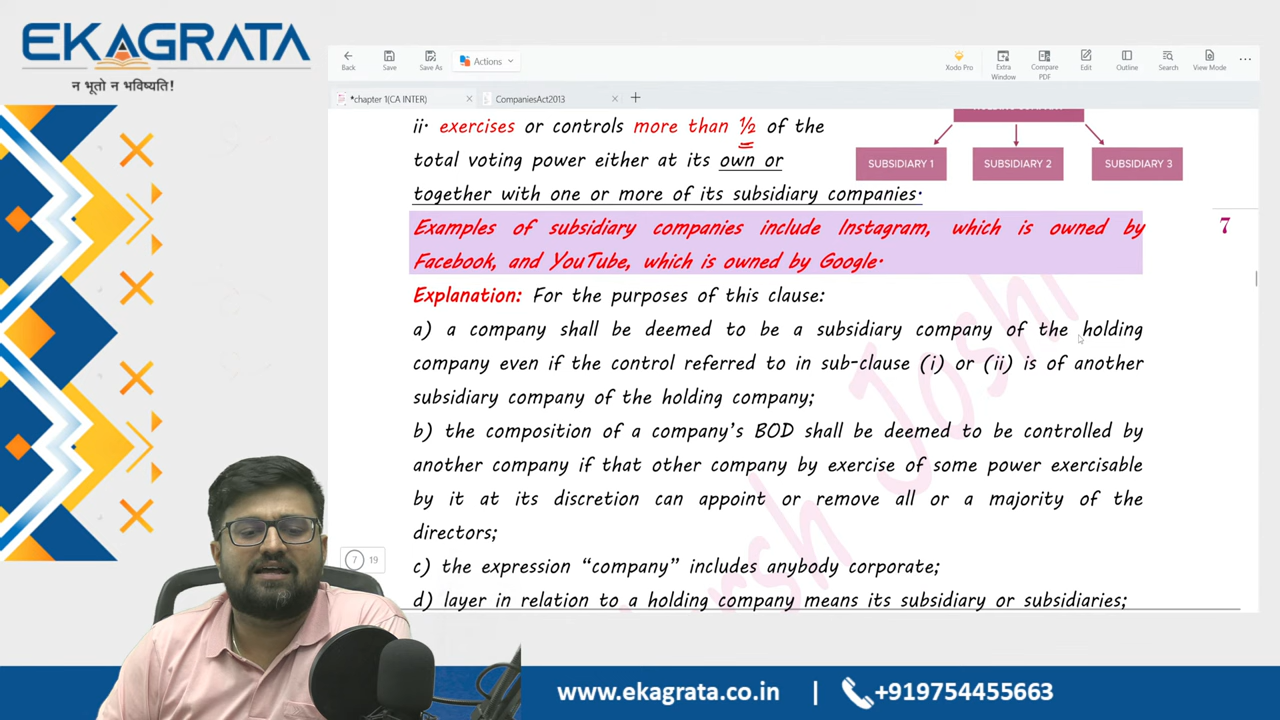 EKAGRATA
न भूतो न भविष्यति!
Back
Save
Save As
Actions
Xodo Pro
Extra Window
Compare PDF
Edit
Outline
Search
View Mode
*chapter 1(CA INTER)
CompaniesAct2013
ii. exercises or controls more than ½ of the
total voting power either at its own or
together with one or more of its subsidiary companies.
SUBSIDIARY 1
SUBSIDIARY 2
SUBSIDIARY 3
7
Examples of subsidiary companies include Instagram, which is owned by
Facebook, and YouTube, which is owned by Google.
Explanation: For the purposes of this clause:
a) a company shall be deemed to be a subsidiary company of the holding
company even if the control referred to in sub-clause (i) or (ii) is of another
subsidiary company of the holding company;
b) the composition of a company's BOD shall be deemed to be controlled by
another company if that other company by exercise of some power exercisable
by it at its discretion can appoint or remove all or a majority of the
directors;
c) the expression "company" includes anybody corporate;
d) layer in relation to a holding company means its subsidiary or subsidiaries;
7 19
Joshi
www.ekagrata.co.in | +919754455663